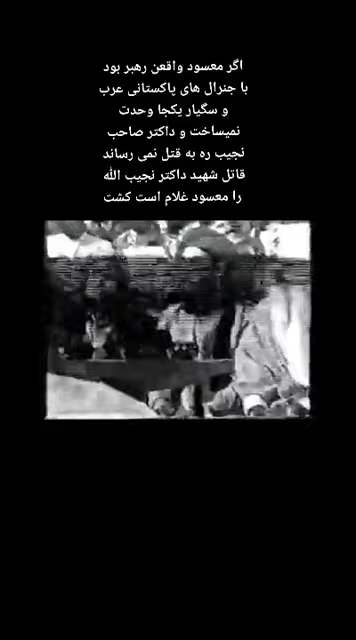 اگر معسود واقعن رهبر بود
با جنرال های پاکستانی عرب
و سگیار یکجا وحدت
نمیساخت و داکتر صاحب
نجیب ره به قتل نمی رساند
قاتل شهید داکتر نجیب الله
را معسود غلام است کشت